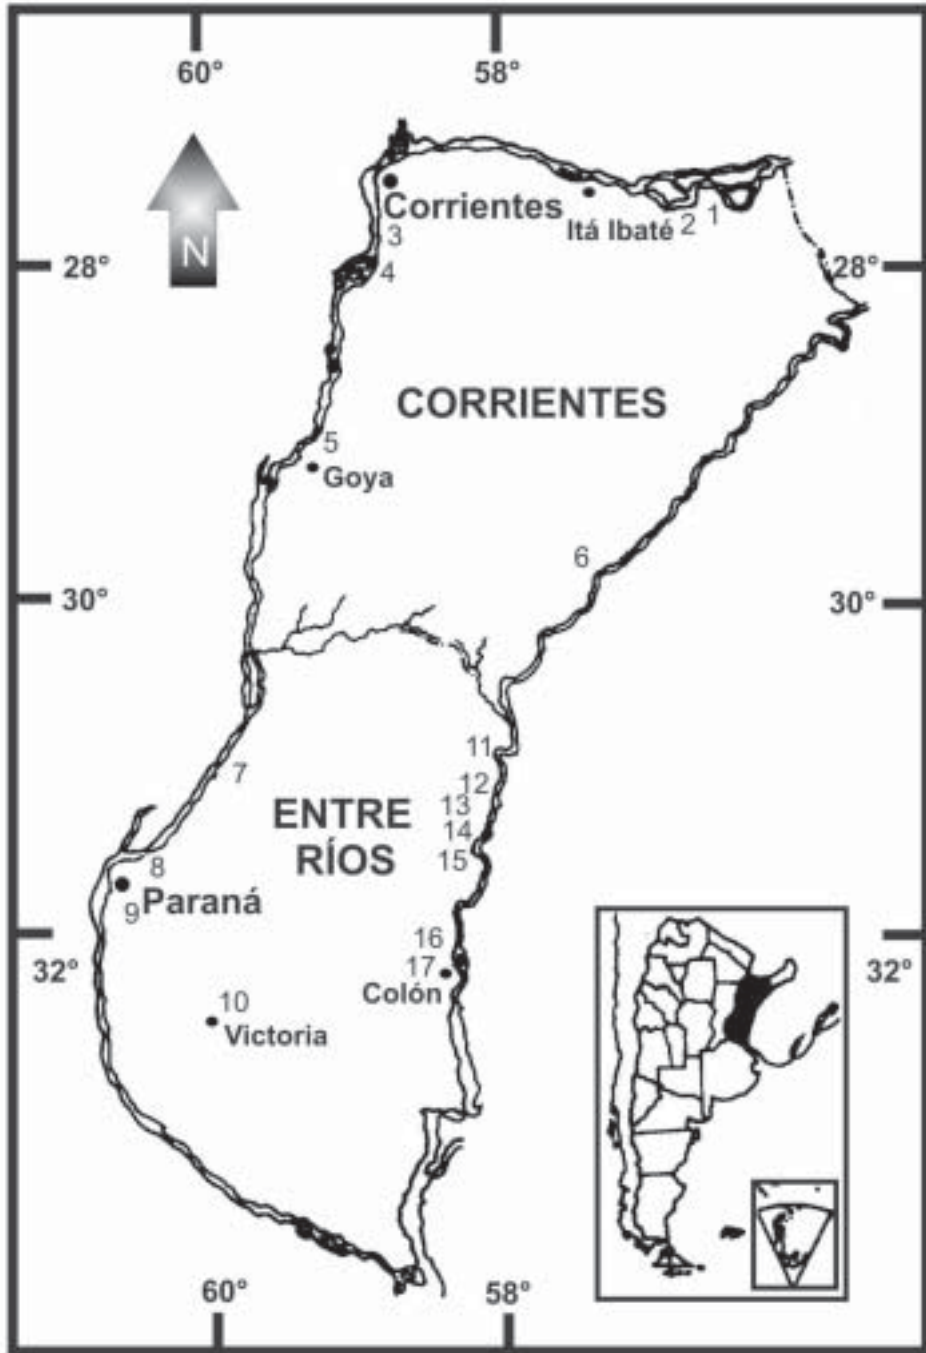 60°
58°
N
Corrientes
Itá Ibaté
1
2
3
4
28°
28°
CORRIENTES
5
Goya
6
30°
30°
7
11
12
13
14
15
ENTRE
RÍOS
8
Paraná
9
16
17
Colón
32°
32°
10
Victoria
60°
58°